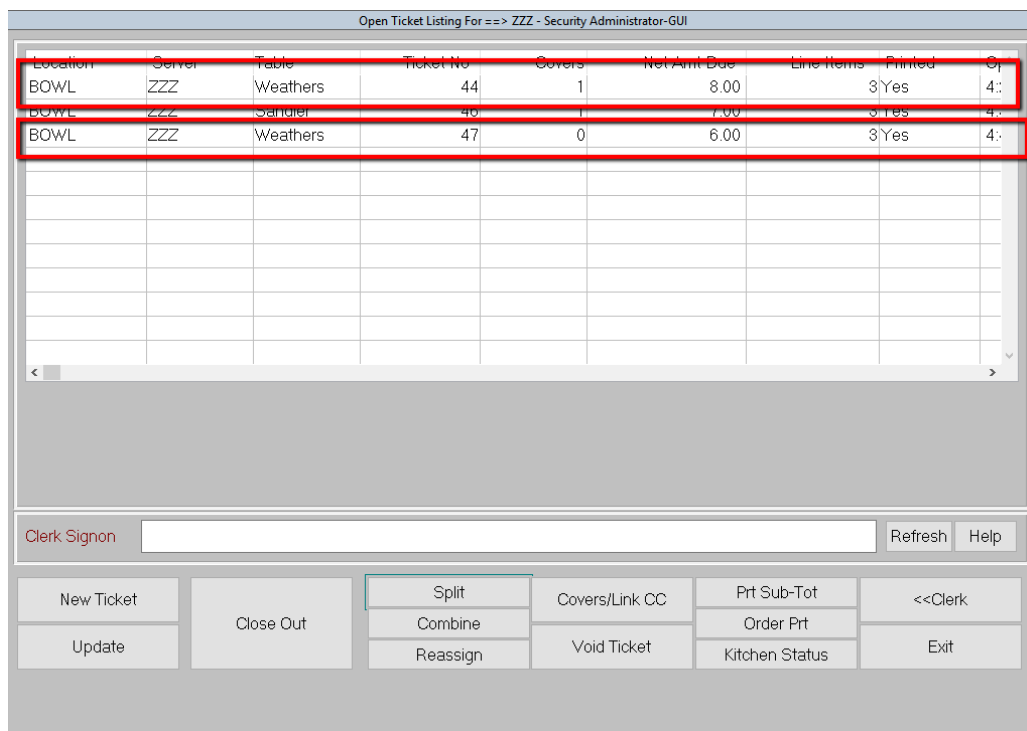 Open Ticket Listing For ==> ZZZ - Security Administrator-GUI
Location Server Table Ticket No Covers Net Amt Due Line Items Printed
BOWL ZZZ Weathers 44 1 8.00 3 Yes
BOWL ZZZ Sandler 46 1 7.00 3 Yes
BOWL ZZZ Weathers 47 0 6.00 3 Yes
Clerk Signon Refresh Help
New Ticket Close Out Split Covers/Link CC Prt Sub-Tot <<Clerk
Combine Order Prt
Update Reassign Void Ticket Kitchen Status Exit